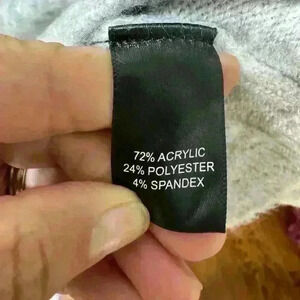 72% ACRYLIC
24% POLYESTER
4% SPANDEX